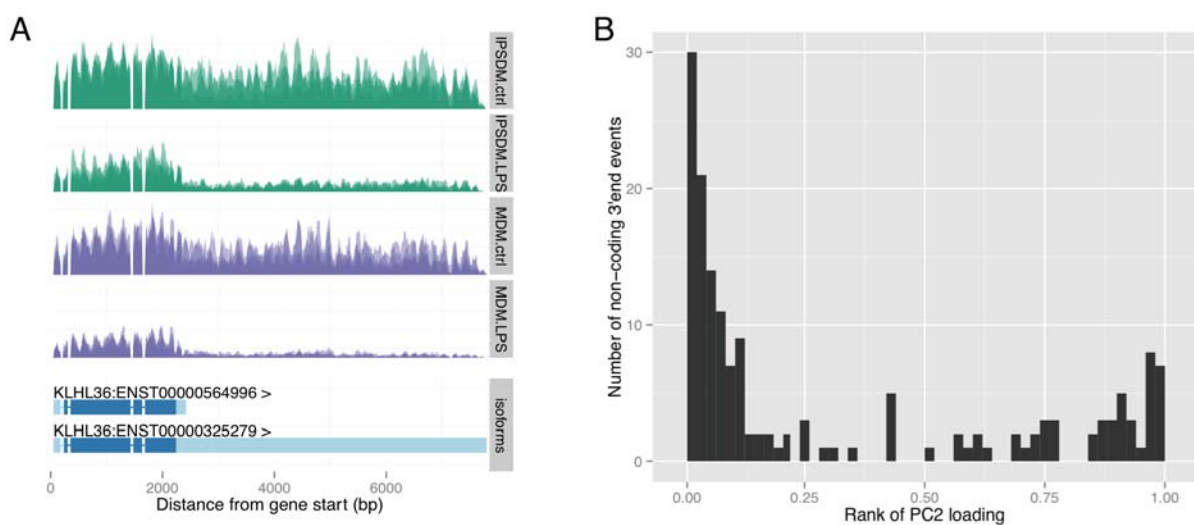 A
IPSDM.ctrl
IPSDM.LPS
MDM.ctrl
MDM.LPS
KLHL36:ENST00000564996 >
KLHL36:ENST00000325279 >
isoforms
0 2000 4000 6000
Distance from gene start (bp)
B
Number of non-coding 3'end events
30
20
10
0
0.00 0.25 0.50 0.75 1.00
Rank of PC2 loading